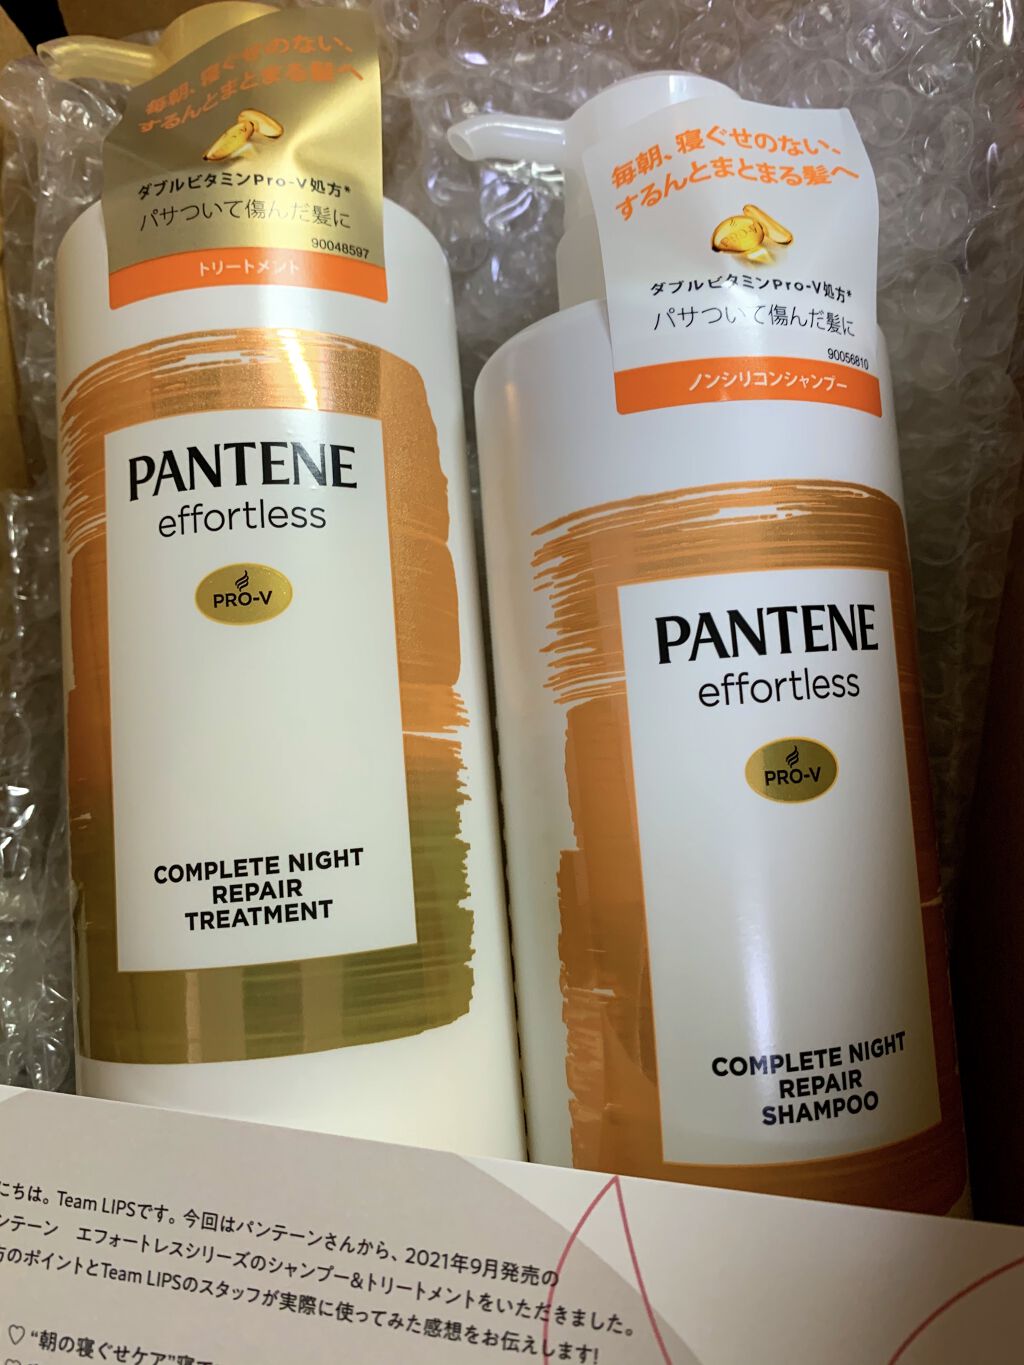 毎朝、寝ぐせのない、
するんとまとまる髪へ
ダブルビタミンPro-V処方*
パサついて傷んだ髪に
90048597
トリートメント
PANTENE
effortless
PRO-V
COMPLETE NIGHT
REPAIR
TREATMENT
毎朝、寝ぐせのない、
するんとまとまる髪へ
ダブルビタミンPro-V処方*
パサついて傷んだ髪に
90056810
ノンシリコンシャンプー
PANTENE
effortless
PRO-V
COMPLETE NIGHT
REPAIR
SHAMPOO
にちは。Team LIPSです。今回はパンテーンさんから、2021年9月発売の
ンテーン エフォートレスシリーズのシャンプー&トリートメントをいただきました。
方のポイントとTeam LIPSのスタッフが実際に使ってみた感想をお伝えします!
♡“朝の寝ぐせケア”寝